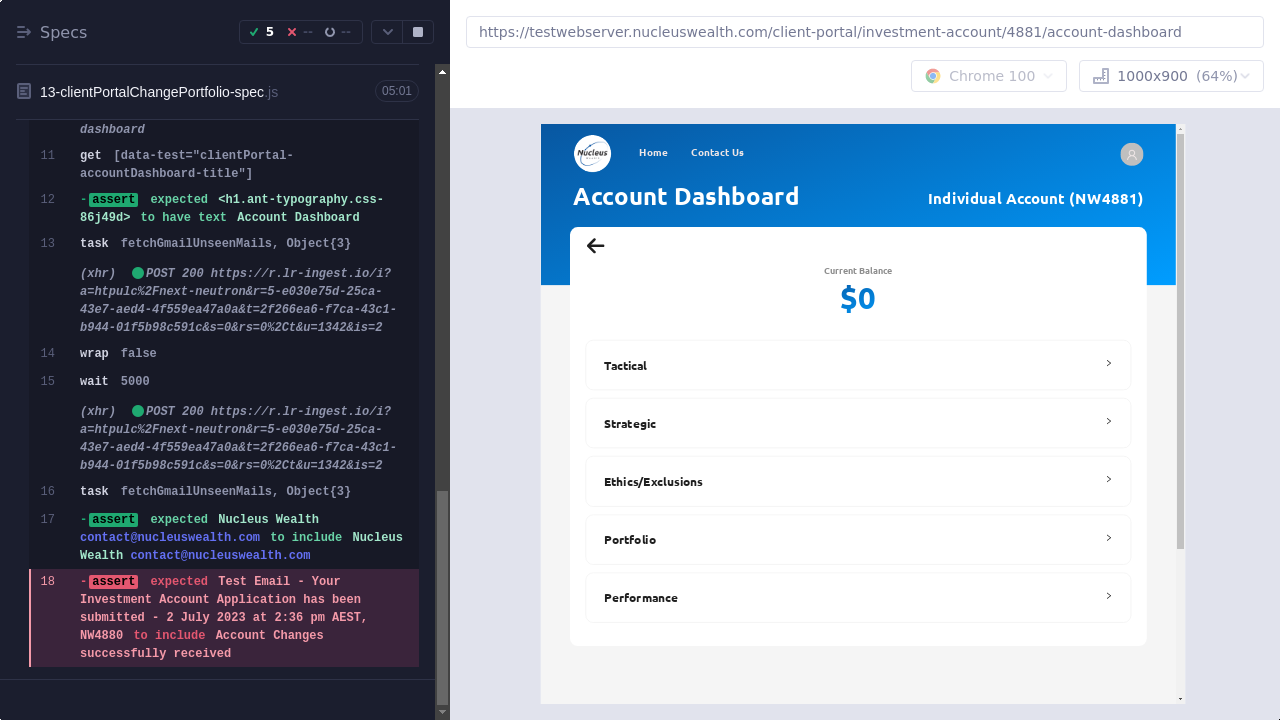 Specs
5
--
--
https://testwebserver.nucleuswealth.com/client-portal/investment-account/4881/account-dashboard
Chrome 100
1000x900 (64%)
13-clientPortalChangePortfolio-spec.js
05:01
dashboard
11 get [data-test="clientPortal-
accountDashboard-title"]
12 -assert expected <h1.ant-typography.css-
86j49d> to have text Account Dashboard
13 task fetchGmailUnseenMails, Object{3}
(xhr) POST 200 https://r.lr-ingest.io/i?
a=htpulc%2Fnext-neutron&r=5-e030e75d-25ca-
43e7-aed4-4f559ea47a0a&t=2f266ea6-f7ca-43c1-
b944-01f5b98c591c&s=0&rs=0%2Ct&u=1342&is=2
14 wrap false
15 wait 5000
(xhr) POST 200 https://r.lr-ingest.io/i?
a=htpulc%2Fnext-neutron&r=5-e030e75d-25ca-
43e7-aed4-4f559ea47a0a&t=2f266ea6-f7ca-43c1-
b944-01f5b98c591c&s=0&rs=0%2Ct&u=1342&is=2
16 task fetchGmailUnseenMails, Object{3}
17 -assert expected Nucleus Wealth
contact@nucleuswealth.com to include Nucleus
Wealth contact@nucleuswealth.com
18 -assert expected Test Email - Your
Investment Account Application has been
submitted - 2 July 2023 at 2:36 pm AEST,
NW4880 to include Account Changes
successfully received
Nucleus
Home
Contact Us
Account Dashboard
Individual Account (NW4881)
Current Balance
$0
Tactical
Strategic
Ethics/Exclusions
Portfolio
Performance